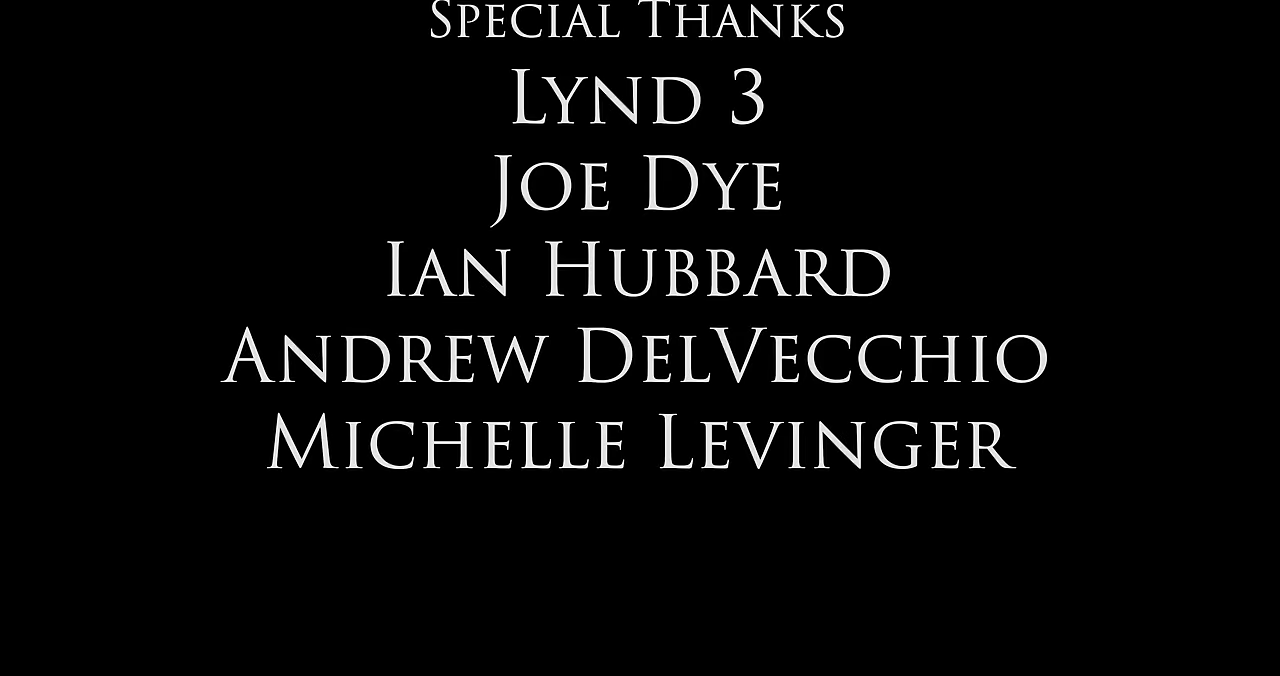 Special Thanks
Lynd 3
Joe Dye
Ian Hubbard
Andrew DelVecchio
Michelle Levinger